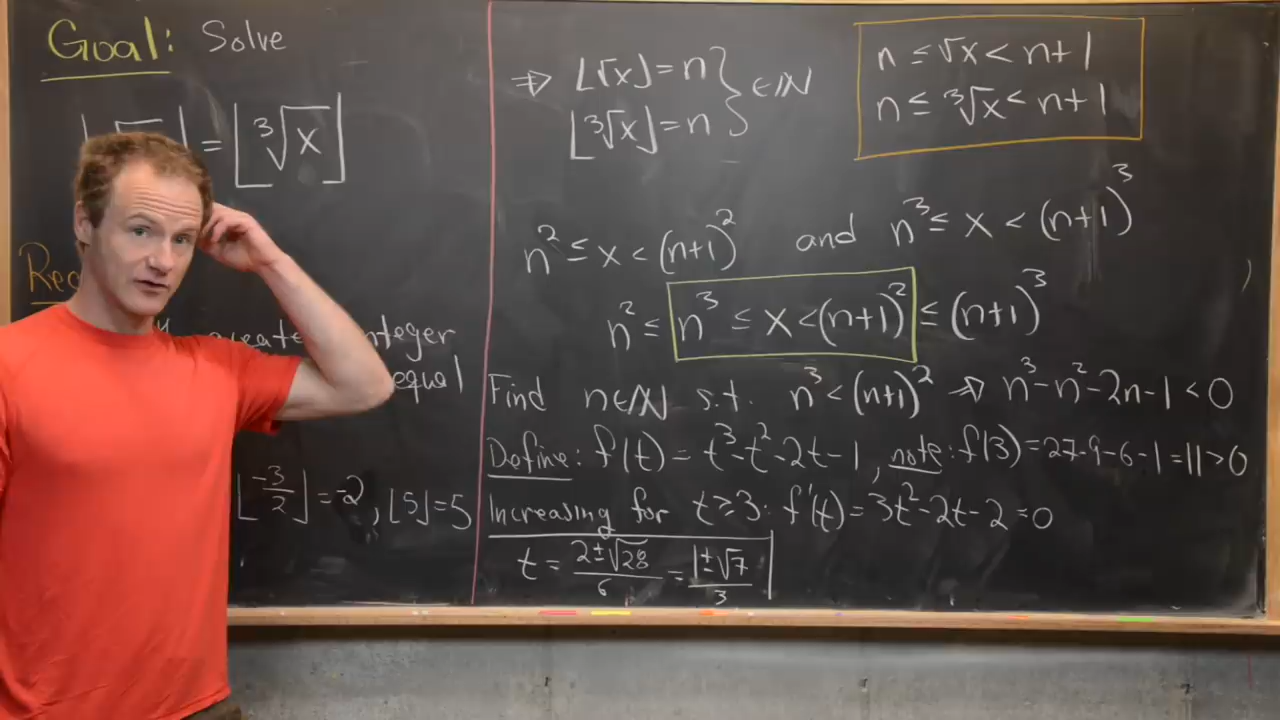 Goal: Solve
⌊√ ⌋ = ⌊∛x⌋
integer
equal
⌊-3/2⌋ = -2, ⌊5⌋ = 5
⇒ ⌊√x⌋ = n
⌊∛x⌋ = n } ∈ ℕ
n ≤ √x < n+1
n ≤ ∛x < n+1
n² ≤ x < (n+1)² and n³ ≤ x < (n+1)³
n² ≤ n³ ≤ x < (n+1)² ≤ (n+1)³
Find n∈ℕ s.t. n³ < (n+1)² ⇒ n³-n²-2n-1 < 0
Define: f(t) = t³-t²-2t-1, note: f(3) = 27-9-6-1 = 11 > 0
Increasing for t ≥ 3: f'(t) = 3t²-2t-2 = 0
t = (2±√28)/6 = (1±√7)/3